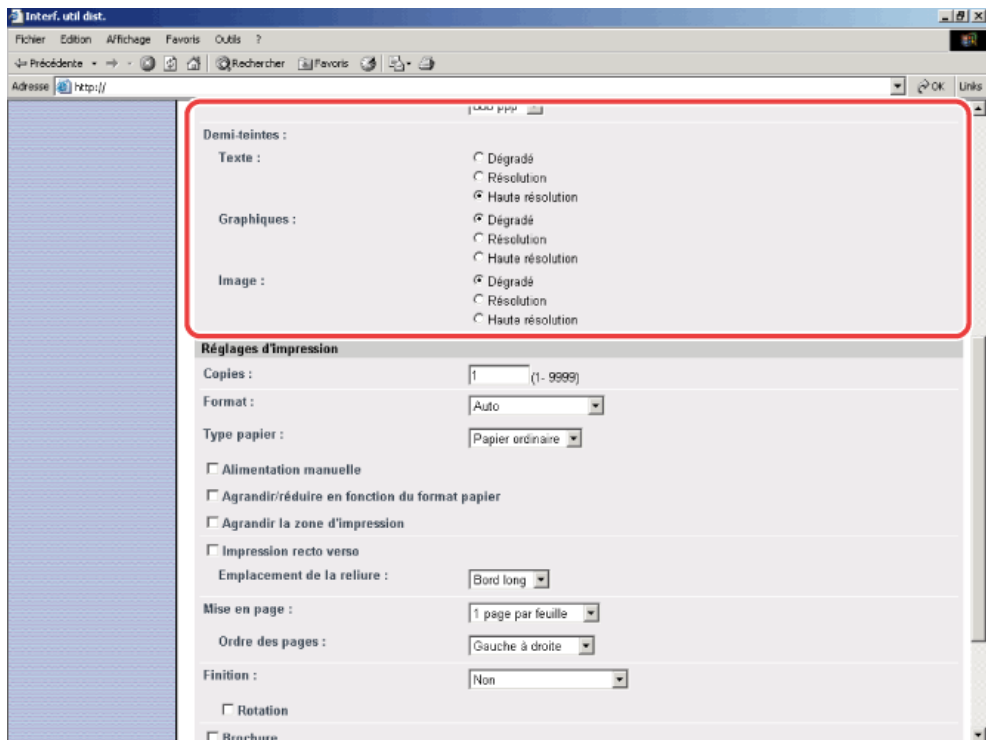 Interf. util dist.
Fichier Edition Affichage Favoris Outils ?
Précédente Rechercher Favoris
Adresse http:// OK Links
ppp
Demi-teintes :
Texte : Dégradé
Résolution
Haute résolution
Graphiques : Dégradé
Résolution
Haute résolution
Image : Dégradé
Résolution
Haute résolution
Réglages d'impression
Copies : 1 (1- 9999)
Format : Auto
Type papier : Papier ordinaire
Alimentation manuelle
Agrandir/réduire en fonction du format papier
Agrandir la zone d'impression
Impression recto verso
Emplacement de la reliure : Bord long
Mise en page : 1 page par feuille
Ordre des pages : Gauche à droite
Finition : Non
Rotation
Brochure